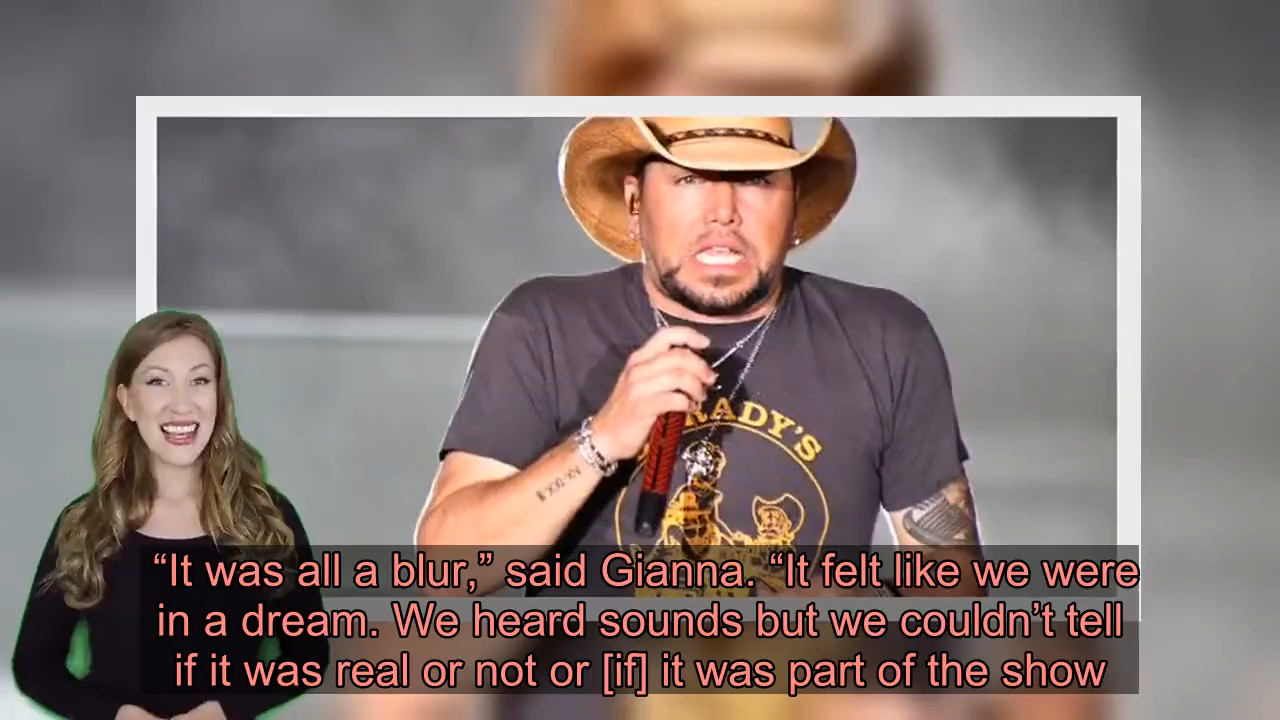 RADY'S
“It was all a blur,” said Gianna. “It felt like we were
in a dream. We heard sounds but we couldn’t tell
if it was real or not or [if] it was part of the show